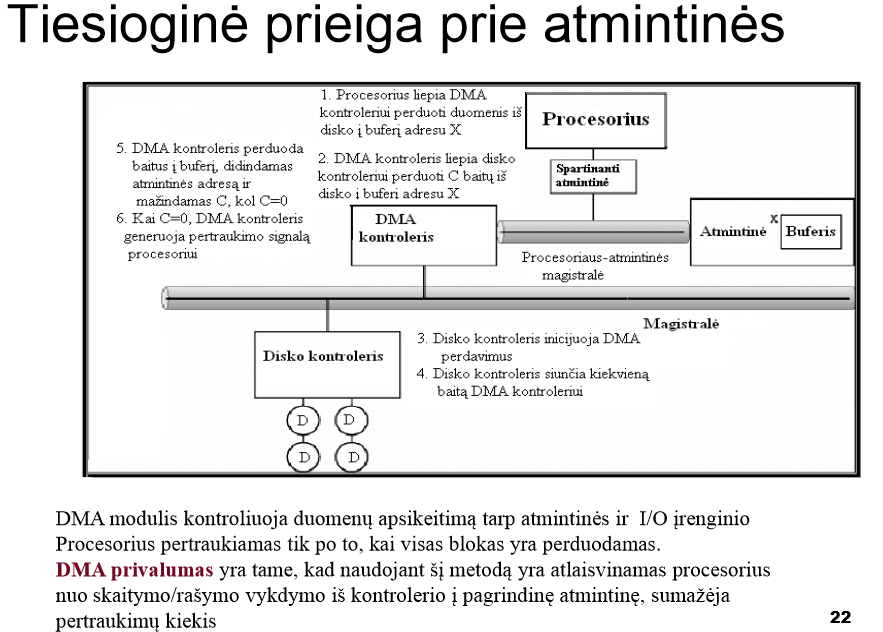 Tiesioginė prieiga prie atmintinės
1. Procesorius liepia DMA
kontroleriui perduoti duomenis iš
disko į buferį adresu X
Procesorius
5. DMA kontroleris perduoda
baitus į buferį, didindamas
atmintinės adresą ir
mažindamas C, kol C=0
6. Kai C=0, DMA kontroleris
generuoja pertraukimo signalą
procesoriui
2. DMA kontroleris liepia disko
kontroleriui perduoti C baitų iš
disko į buferi adresu X
Spartinanti
atmintinė
DMA
kontroleris
Atmintinė
X
Buferis
Procesoriaus-atmintinės
magistralė
Magistralė
Disko kontroleris
3. Disko kontroleris inicijuoja DMA
perdavimus
4. Disko kontroleris siunčia kiekvieną
baitą DMA kontroleriui
D
D
D
D
DMA modulis kontroliuoja duomenų apsikeitimą tarp atmintinės ir I/O įrenginio
Procesorius pertraukiamas tik po to, kai visas blokas yra perduodamas.
DMA privalumas yra tame, kad naudojant šį metodą yra atlaisvinamas procesorius
nuo skaitymo/rašymo vykdymo iš kontrolerio į pagrindinę atmintinę, sumažėja
pertraukimų kiekis
22